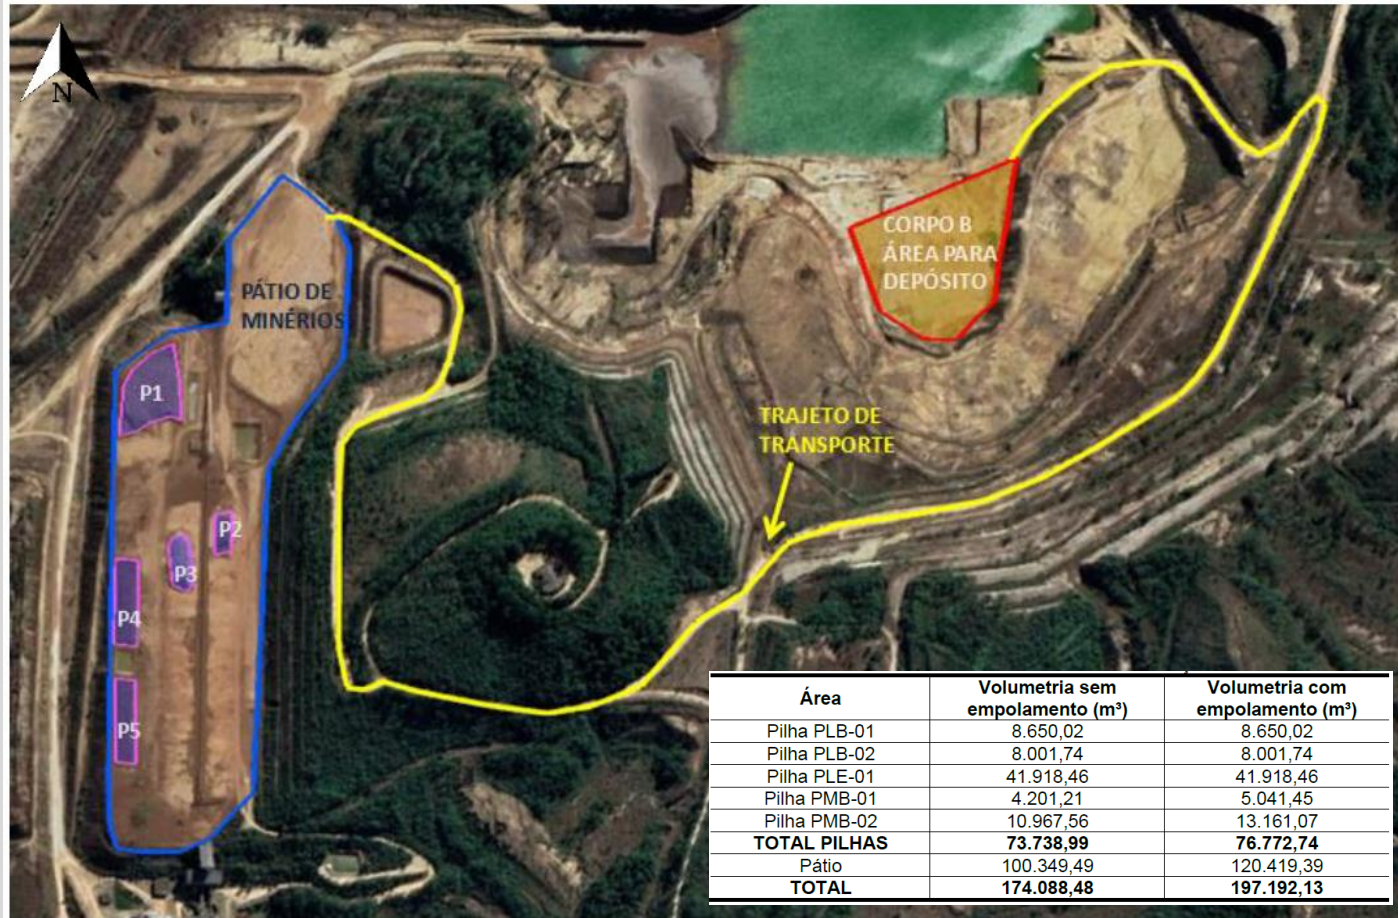 N
CORPO B
ÁREA PARA
DEPÓSITO
PÁTIO DE
MINÉRIOS
P1
TRAJETO DE
TRANSPORTE
P2
P3
P4
P5
Área Volumetria sem empolamento (m³) Volumetria com empolamento (m³)
Pilha PLB-01 8.650,02 8.650,02
Pilha PLB-02 8.001,74 8.001,74
Pilha PLE-01 41.918,46 41.918,46
Pilha PMB-01 4.201,21 5.041,45
Pilha PMB-02 10.967,56 13.161,07
TOTAL PILHAS 73.738,99 76.772,74
Pátio 100.349,49 120.419,39
TOTAL 174.088,48 197.192,13